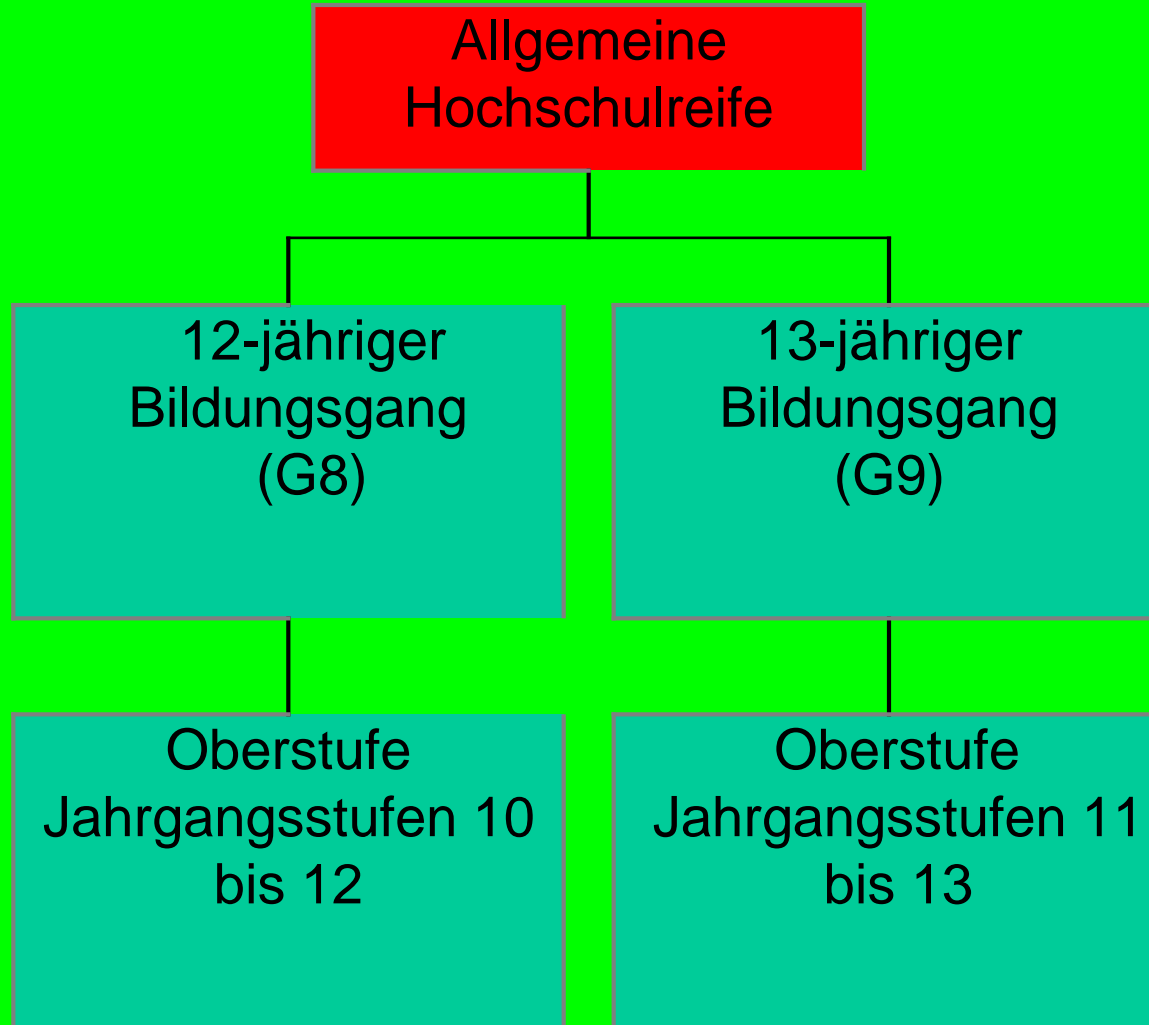 Allgemeine
Hochschulreife
12-jähriger
Bildungsgang
(G8)
13-jähriger
Bildungsgang
(G9)
Oberstufe
Jahrgangsstufen 10
bis 12
Oberstufe
Jahrgangsstufen 11
bis 13